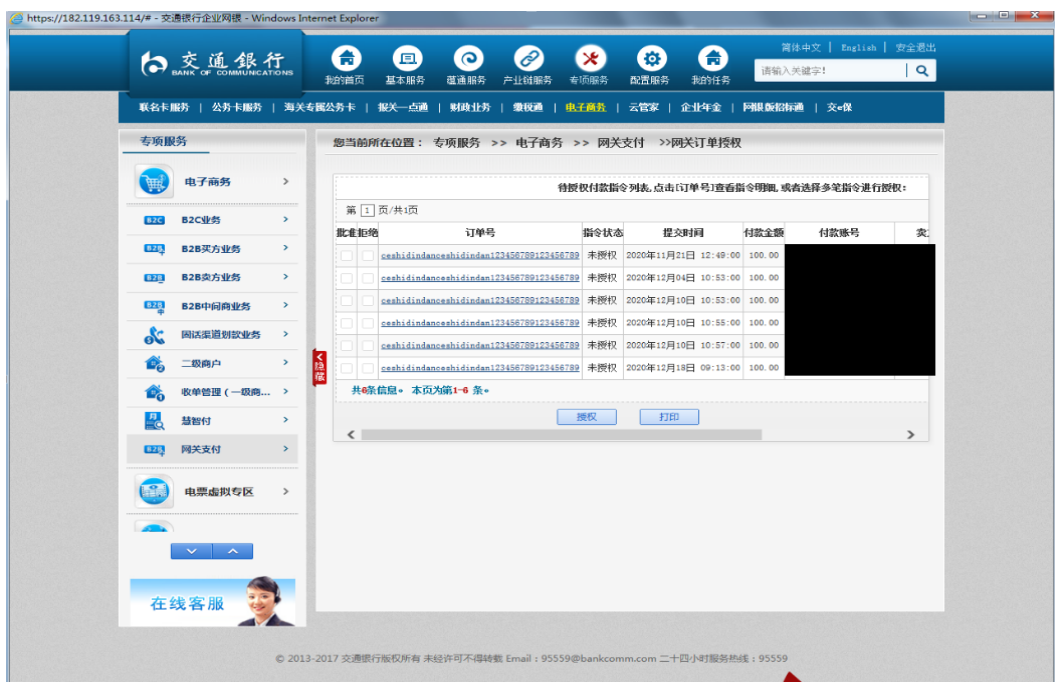 https://182.119.163.114/# - 交通银行企业网银 - Windows Internet Explorer
简体中文 | English | 安全退出
交通银行
BANK OF COMMUNICATIONS
我的首页 基本服务 蕴通服务 产业链服务 专项服务 配置服务 我的任务
请输入关键字!
联名卡服务 | 公务卡服务 | 海关专属公务卡 | 报关一点通 | 财政业务 | 缴税通 | 电子商务 | 云管家 | 企业年金 | 网银版招标通 | 交e保
专项服务
您当前所在位置: 专项服务 >> 电子商务 >> 网关支付 >>网关订单授权
电子商务 >
B2C B2C业务 >
B2B B2B买方业务 >
B2B B2B卖方业务 >
B2B B2B中间商业务 >
二级商户 >
收单管理(一级商... >
慧智付 >
B2B 网关支付 >
电票虚拟专区 >
在线客服
隐藏
待授权付款指令列表,点击[订单号]查看指令明细,或者选择多笔指令进行授权:
第 1 页/共1页
批准 拒绝 订单号 指令状态 提交时间 付款金额 付款账号
ceshidindanceshidindan123456789123456789 未授权 2020年11月21日 12:49:00 100.00
ceshidindanceshidindan123456789123456789 未授权 2020年12月04日 10:53:00 100.00
ceshidindanceshidindan123456789123456789 未授权 2020年12月10日 10:53:00 100.00
ceshidindanceshidindan123456789123456789 未授权 2020年12月10日 10:55:00 100.00
ceshidindanceshidindan123456789123456789 未授权 2020年12月10日 10:57:00 100.00
ceshidindanceshidindan123456789123456789 未授权 2020年12月18日 09:13:00 100.00
共6条信息。 本页为第1-6 条。
授权 打印
© 2013-2017 交通银行版权所有 未经许可不得转载 Email:95559@bankcomm.com 二十四小时服务热线:95559